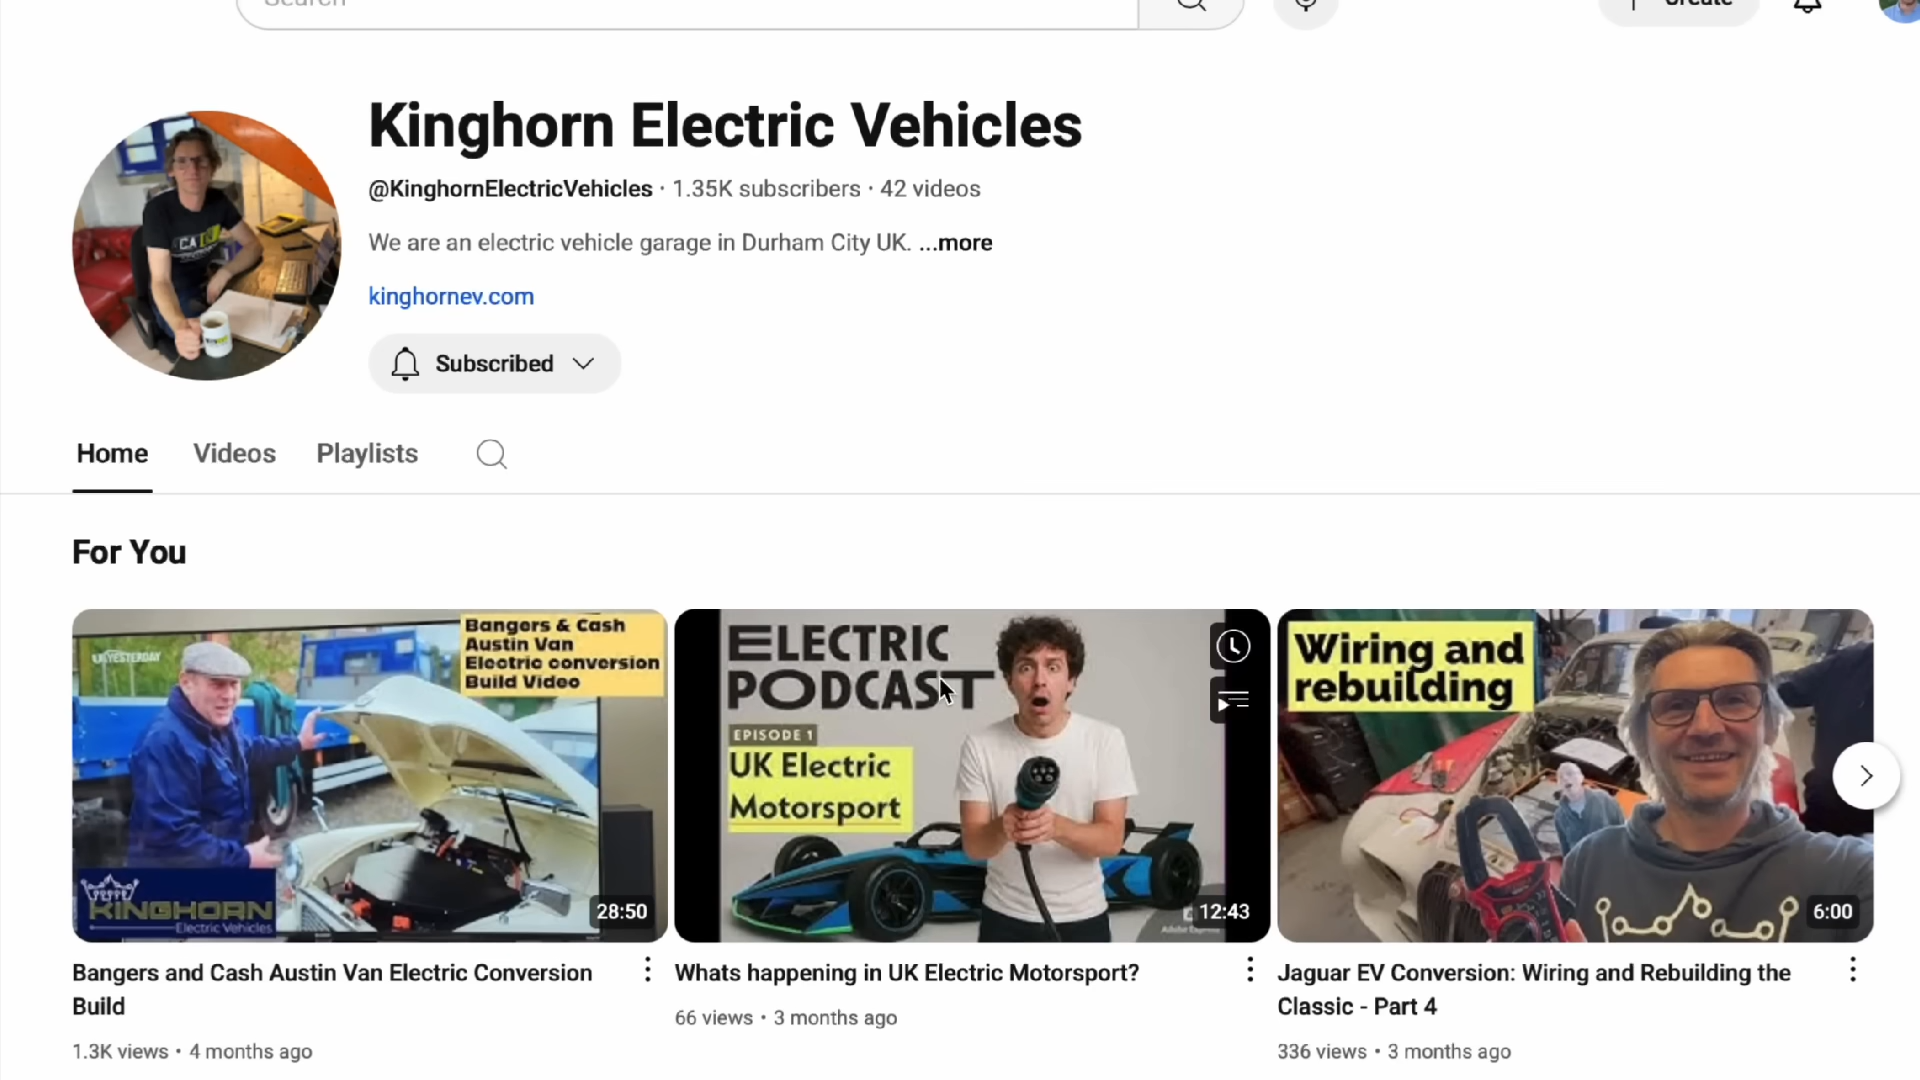 Search
Create
Kinghorn Electric Vehicles
@KinghornElectricVehicles · 1.35K subscribers · 42 videos
We are an electric vehicle garage in Durham City UK. ...more
kinghornev.com
Subscribed
Home Videos Playlists
For You
YESTERDAY
Bangers & Cash
Austin Van
Electric conversion
Build Video
KINGHORN
Electric Vehicles
28:50
ELECTRIC
PODCAST
EPISODE 1
UK Electric
Motorsport
12:43
Wiring and
rebuilding
6:00
Bangers and Cash Austin Van Electric Conversion
Build
1.3K views • 4 months ago
Whats happening in UK Electric Motorsport?
66 views • 3 months ago
Jaguar EV Conversion: Wiring and Rebuilding the
Classic - Part 4
336 views • 3 months ago